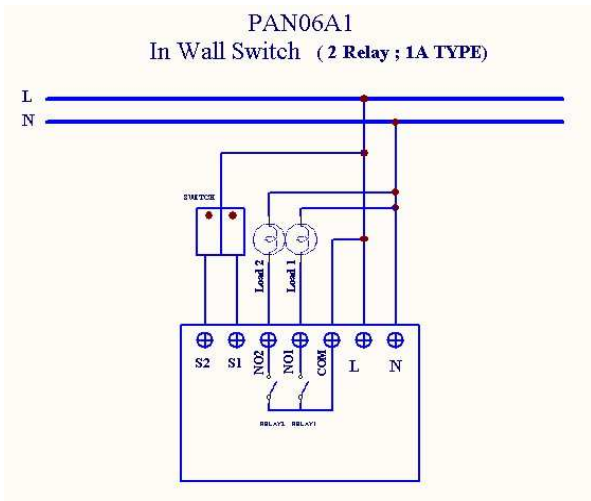 PAN06A1
In Wall Switch ( 2 Relay ; 1A TYPE)
L
N
SWITCH
Load 2
Load 1
S2 S1 NO2 NO1 COM L N
RELAY2 RELAY1